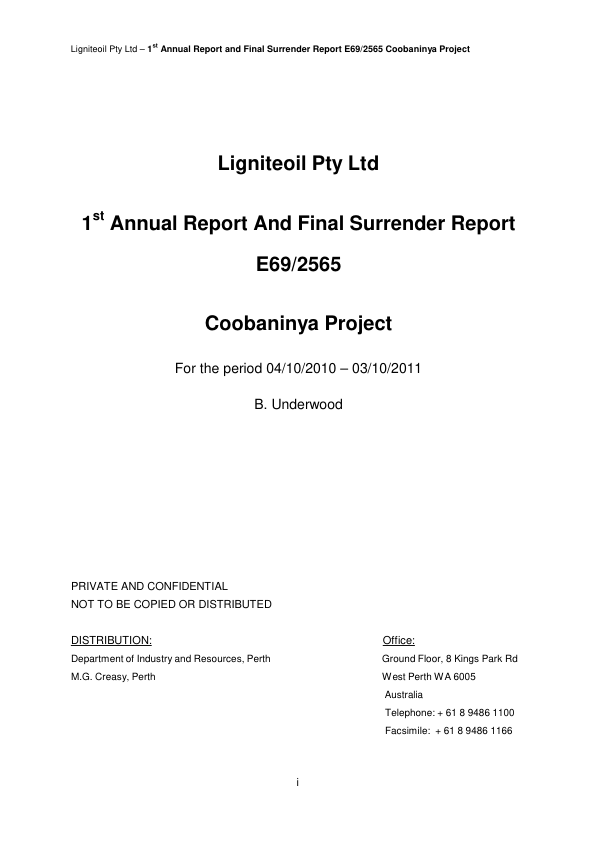 Ligniteoil Pty Ltd – 1st Annual Report and Final Surrender Report E69/2565 Coobaninya Project
Ligniteoil Pty Ltd
1st Annual Report And Final Surrender Report
E69/2565
Coobaninya Project
For the period 04/10/2010 – 03/10/2011
B. Underwood
PRIVATE AND CONFIDENTIAL
NOT TO BE COPIED OR DISTRIBUTED
DISTRIBUTION:
Department of Industry and Resources, Perth
M.G. Creasy, Perth
Office:
Ground Floor, 8 Kings Park Rd
West Perth WA 6005
Australia
Telephone: + 61 8 9486 1100
Facsimile: + 61 8 9486 1166
i